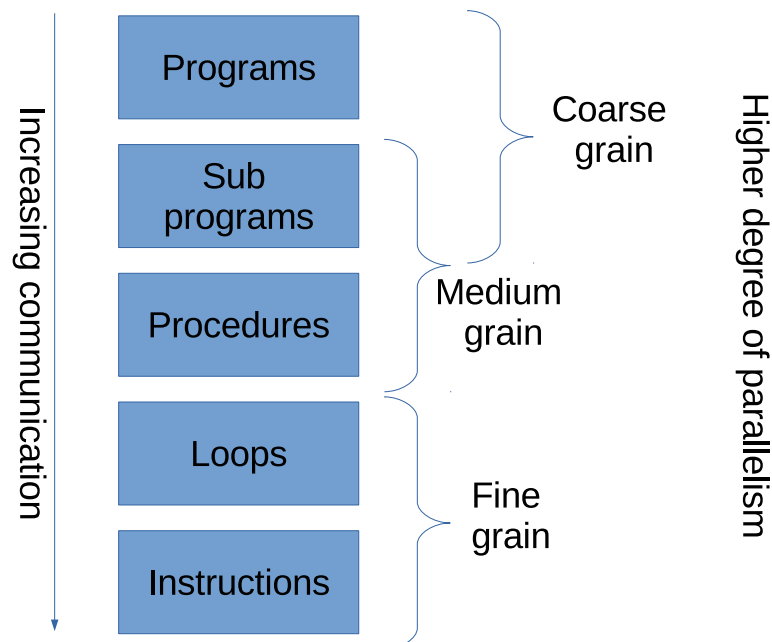 Increasing communication
Programs
Sub
programs
Procedures
Loops
Instructions
Coarse
grain
Medium
grain
Fine
grain
Higher degree of parallelism